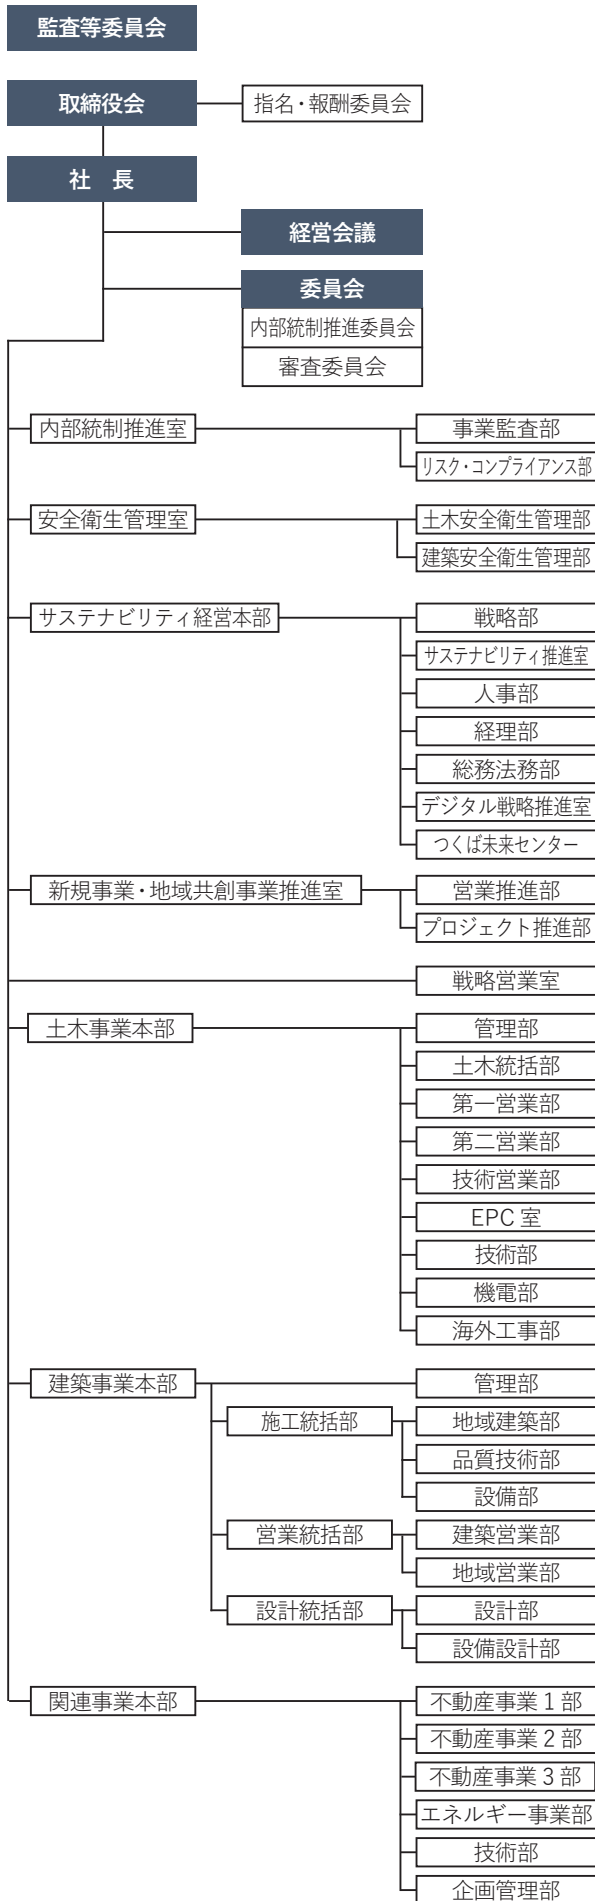 監査等委員会
取締役会
指名・報酬委員会
社　長
経営会議
委員会
内部統制推進委員会
審査委員会
内部統制推進室
事業監査部
リスク・コンプライアンス部
安全衛生管理室
土木安全衛生管理部
建築安全衛生管理部
サステナビリティ経営本部
戦略部
サステナビリティ推進室
人事部
経理部
総務法務部
デジタル戦略推進室
つくば未来センター
新規事業・地域共創事業推進室
営業推進部
プロジェクト推進部
戦略営業室
土木事業本部
管理部
土木統括部
第一営業部
第二営業部
技術営業部
EPC 室
技術部
機電部
海外工事部
建築事業本部
管理部
施工統括部
地域建築部
品質技術部
設備部
営業統括部
建築営業部
地域営業部
設計統括部
設計部
設備設計部
関連事業本部
不動産事業 1 部
不動産事業 2 部
不動産事業 3 部
エネルギー事業部
技術部
企画管理部